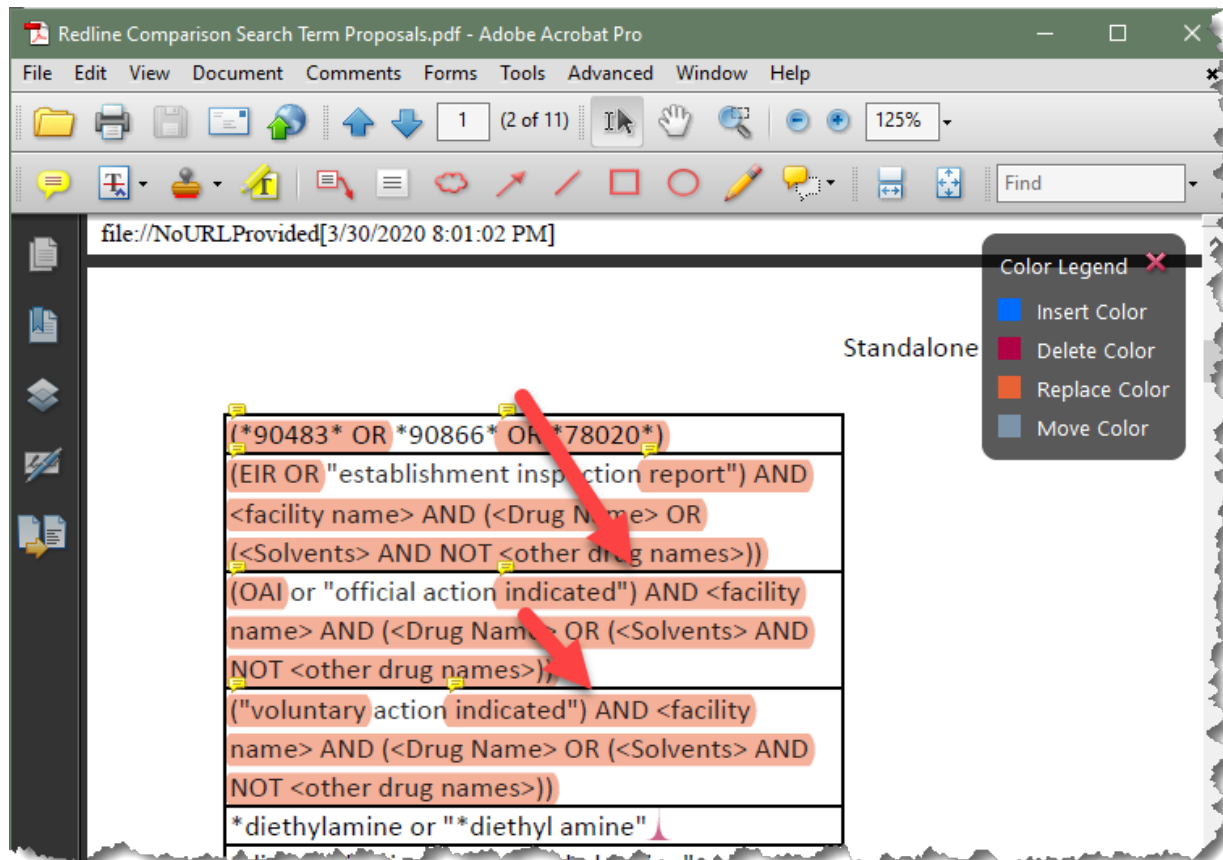 Redline Comparison Search Term Proposals.pdf - Adobe Acrobat Pro
File Edit View Document Comments Forms Tools Advanced Window Help
1 (2 of 11) 125%
Find
file://NoURLProvided[3/30/2020 8:01:02 PM]
Color Legend
Insert Color
Delete Color
Replace Color
Move Color
Standalone
(*90483* OR *90866* OR *78020*)
(EIR OR "establishment inspection report") AND
<facility name> AND (<Drug Name> OR
(<Solvents> AND NOT <other drug names>))
(OAI or "official action indicated") AND <facility
name> AND (<Drug Name> OR (<Solvents> AND
NOT <other drug names>))
("voluntary action indicated") AND <facility
name> AND (<Drug Name> OR (<Solvents> AND
NOT <other drug names>))
*diethylamine or "*diethyl amine"